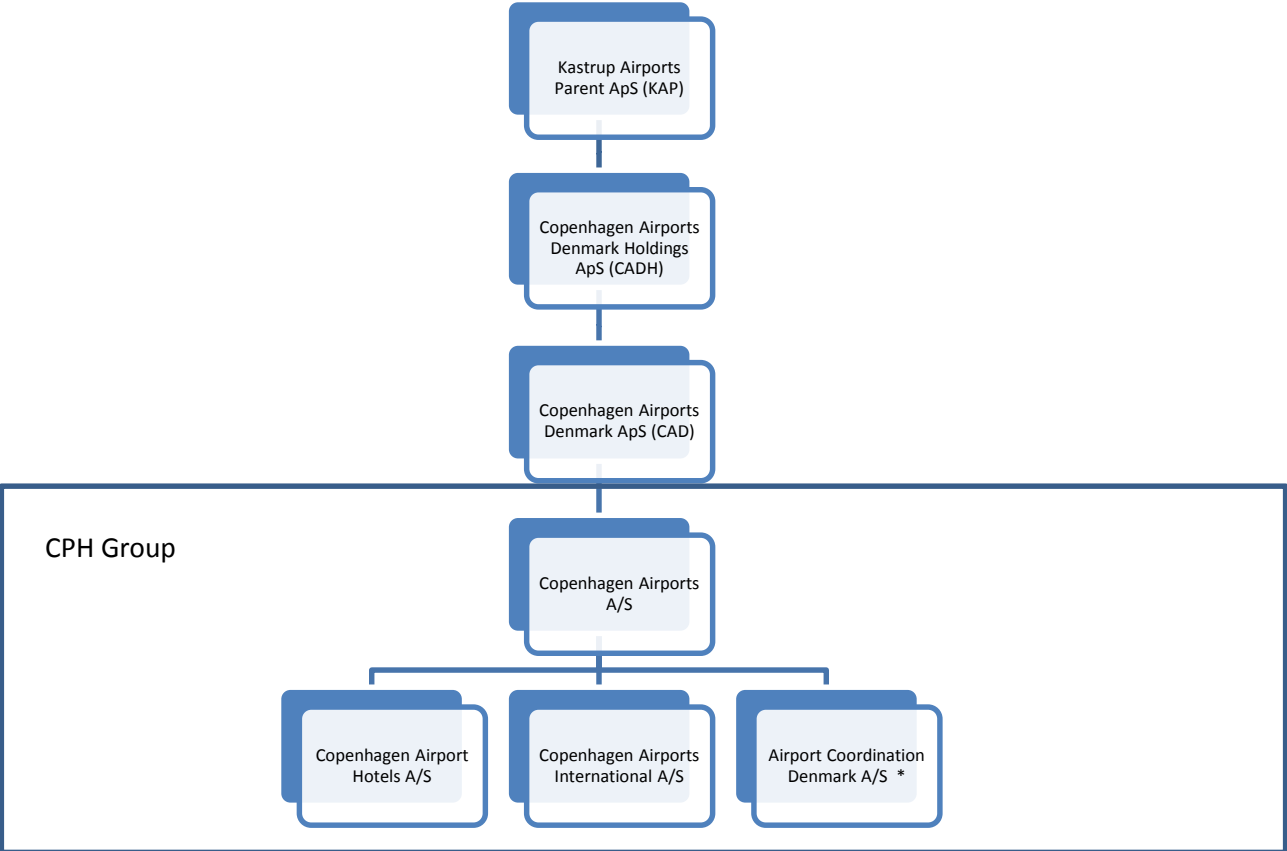 Kastrup Airports
Parent ApS (KAP)
Copenhagen Airports
Denmark Holdings
ApS (CADH)
Copenhagen Airports
Denmark ApS (CAD)
CPH Group
Copenhagen Airports
A/S
Copenhagen Airport
Hotels A/S
Copenhagen Airports
International A/S
Airport Coordination
Denmark A/S *